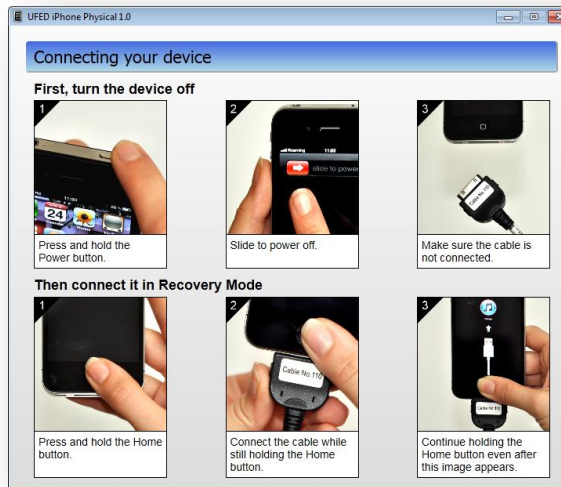 UFED iPhone Physical 1.0
Connecting your device
First, turn the device off
1
2
3
24
Roaming
11:53
slide to power
Cable No.110
Press and hold the
Power button.
Slide to power off.
Make sure the cable is
not connected.
Then connect it in Recovery Mode
1
2
3
Cable No.110
Cable No.110
Press and hold the Home
button.
Connect the cable while
still holding the Home
button.
Continue holding the
Home button even after
this image appears.